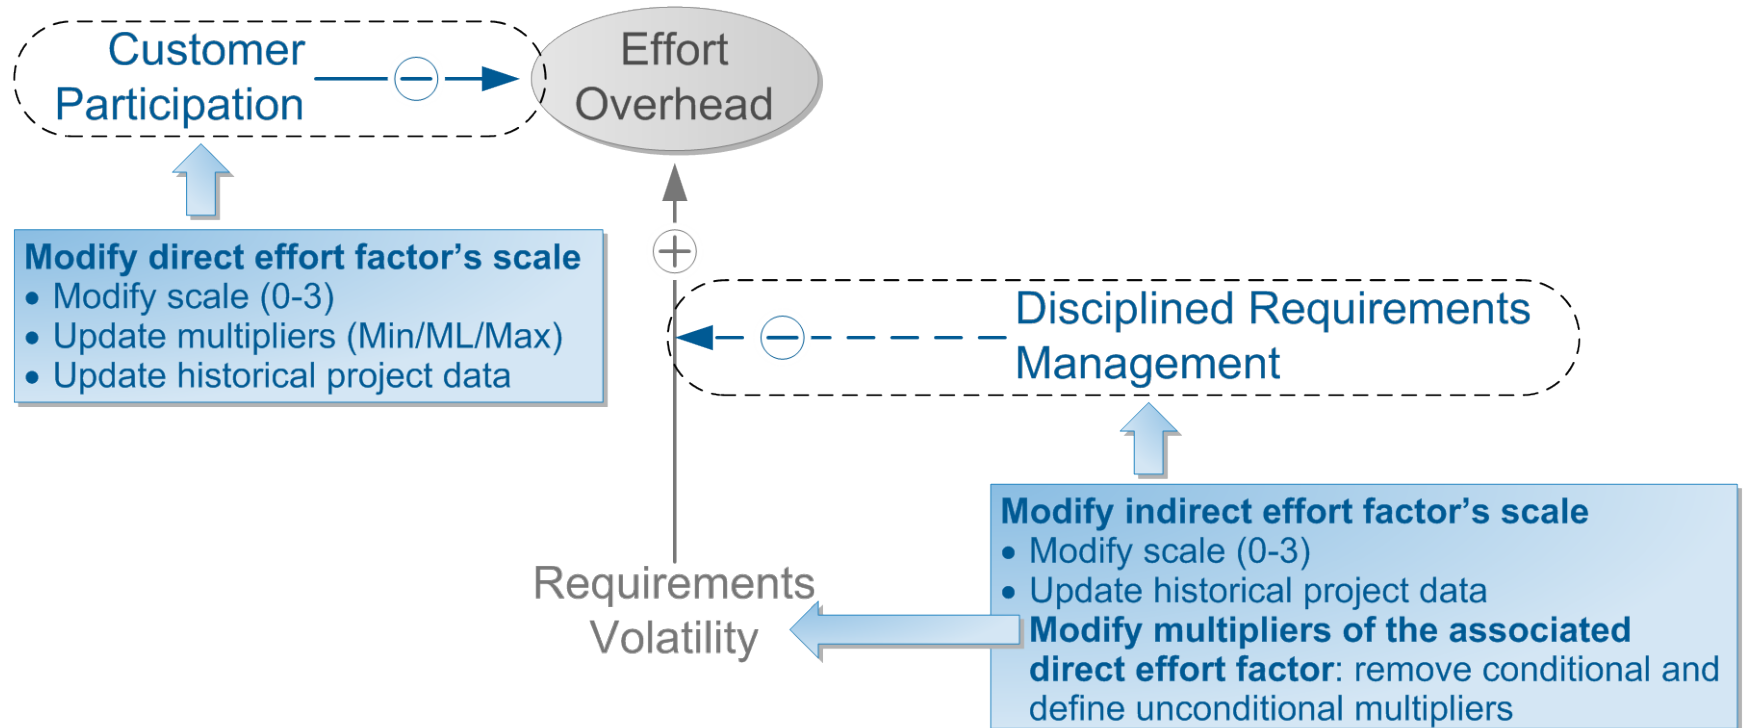 Customer
Participation
Effort
Overhead
Modify direct effort factor’s scale
• Modify scale (0-3)
• Update multipliers (Min/ML/Max)
• Update historical project data
Disciplined Requirements
Management
Requirements
Volatility
Modify indirect effort factor’s scale
• Modify scale (0-3)
• Update historical project data
Modify multipliers of the associated
direct effort factor: remove conditional and
define unconditional multipliers